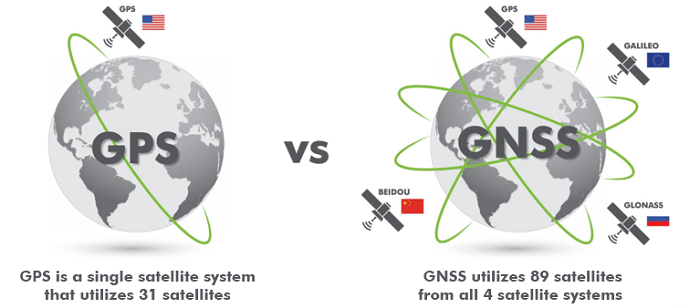 GPS
GPS
GPS is a single satellite system
that utilizes 31 satellites
vs
GPS
GALILEO
GNSS
BEIDOU
GLONASS
GNSS utilizes 89 satellites
from all 4 satellite systems